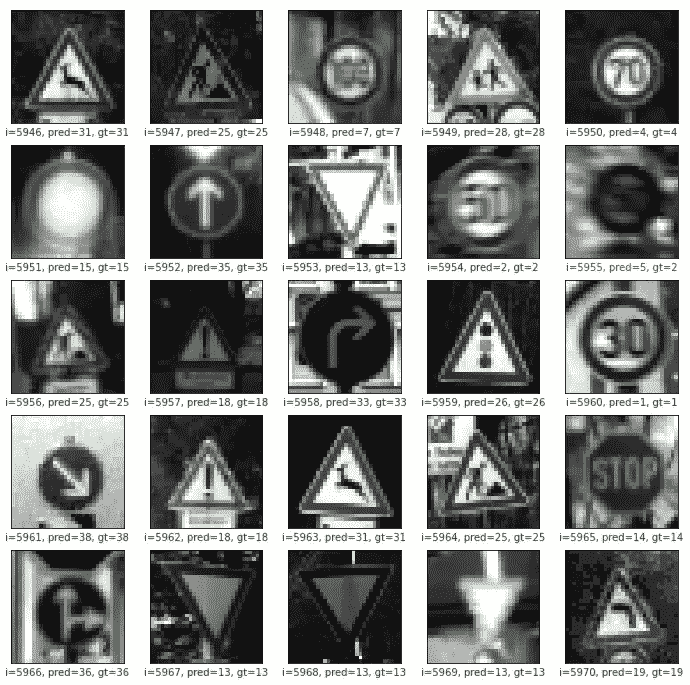 70
i=5946, pred=31, gt=31 i=5947, pred=25, gt=25 i=5948, pred=7, gt=7 i=5949, pred=28, gt=28 i=5950, pred=4, gt=4
i=5951, pred=15, gt=15 i=5952, pred=35, gt=35 i=5953, pred=13, gt=13 i=5954, pred=2, gt=2 i=5955, pred=5, gt=2
30
i=5956, pred=25, gt=25 i=5957, pred=18, gt=18 i=5958, pred=33, gt=33 i=5959, pred=26, gt=26 i=5960, pred=1, gt=1
STOP
i=5961, pred=38, gt=38 i=5962, pred=18, gt=18 i=5963, pred=31, gt=31 i=5964, pred=25, gt=25 i=5965, pred=14, gt=14
i=5966, pred=36, gt=36 i=5967, pred=13, gt=13 i=5968, pred=13, gt=13 i=5969, pred=13, gt=13 i=5970, pred=19, gt=19